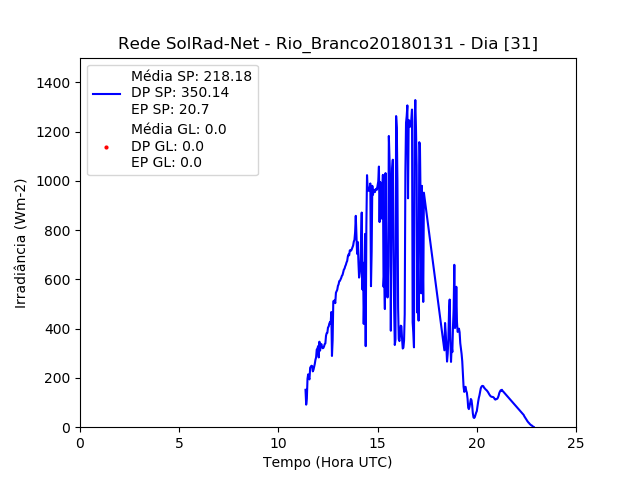 Rede SolRad-Net - Rio_Branco20180131 - Dia [31]
Média SP: 218.18
DP SP: 350.14
EP SP: 20.7
Média GL: 0.0
DP GL: 0.0
EP GL: 0.0
Irradiância (Wm-2)
1400
1200
1000
800
600
400
200
0
0 5 10 15 20 25
Tempo (Hora UTC)